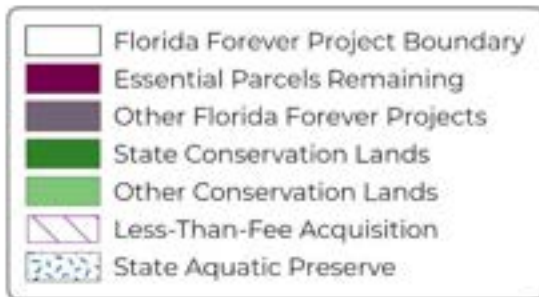 Florida Forever Project Boundary
Essential Parcels Remaining
Other Florida Forever Projects
State Conservation Lands
Other Conservation Lands
Less-Than-Fee Acquisition
State Aquatic Preserve